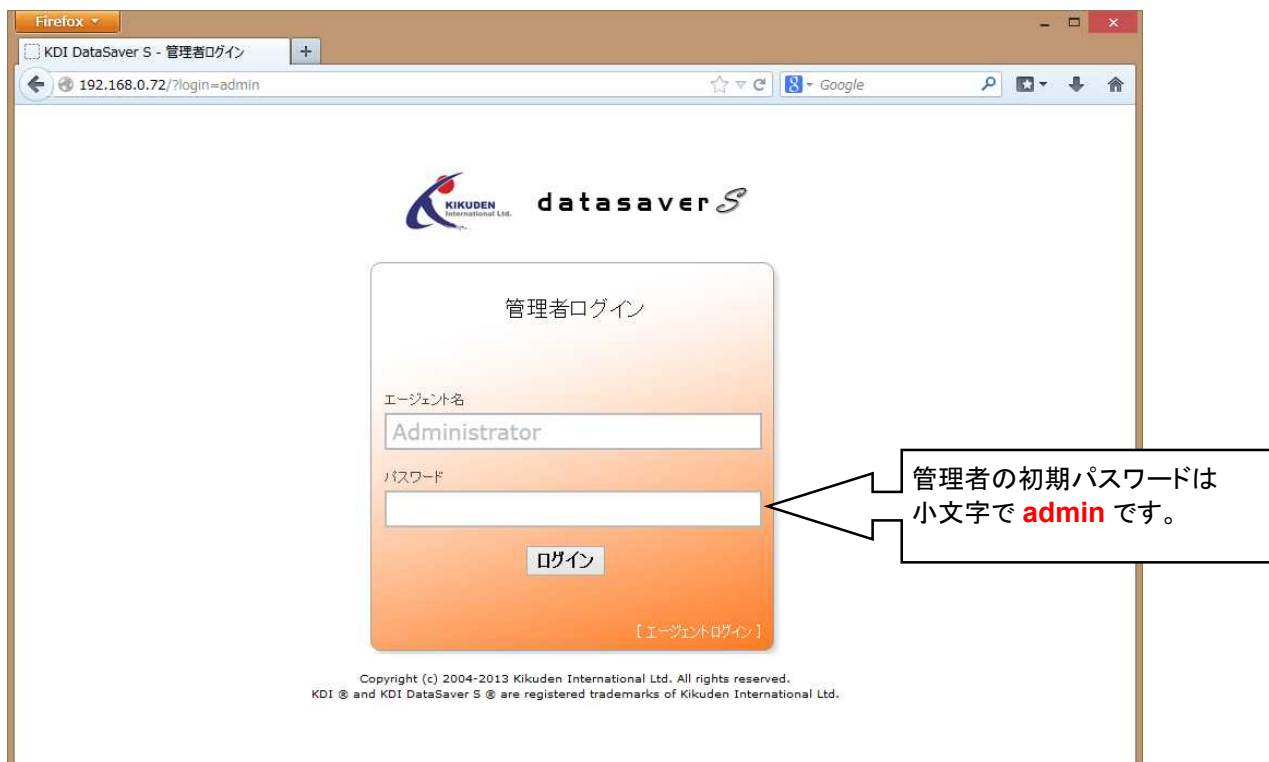 Firefox
KDI DataSaver S - 管理者ログイン
192.168.0.72/?login=admin
Google
KIKUDEN
International Ltd.
datasaver S
管理者ログイン
エージェント名
Administrator
パスワード
管理者の初期パスワードは
小文字で admin です。
ログイン
[ エージェントログイン ]
Copyright (c) 2004-2013 Kikuden International Ltd. All rights reserved.
KDI ® and KDI DataSaver S ® are registered trademarks of Kikuden International Ltd.